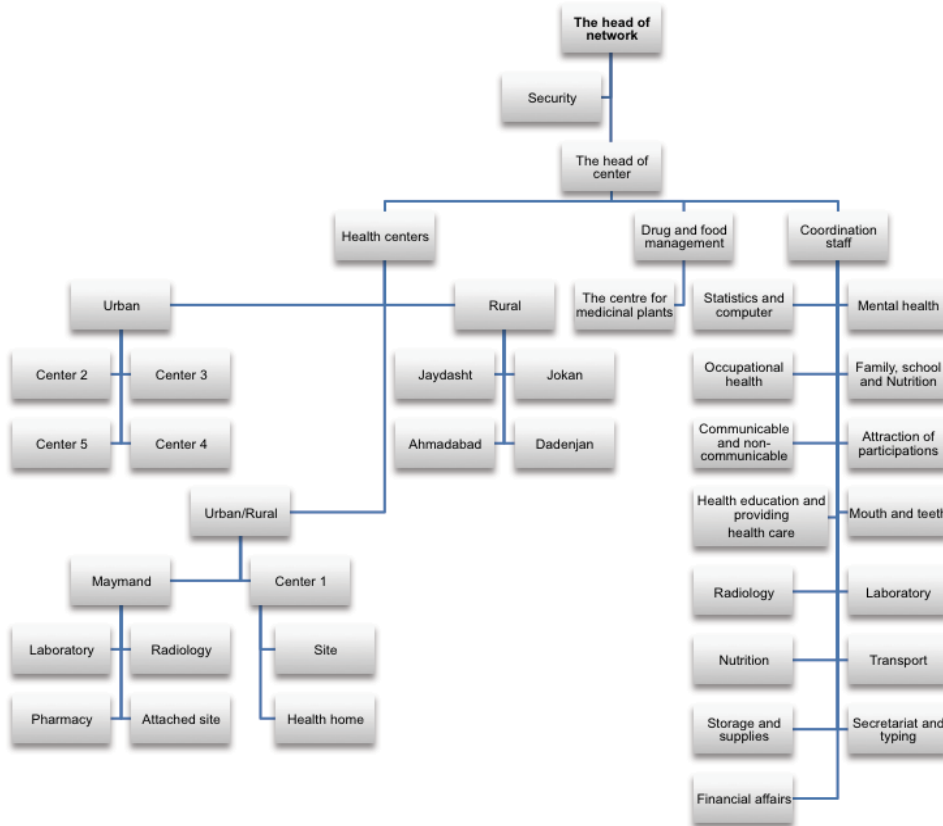 The head of
network
Security
The head of
center
Health centers
Drug and food
management
Coordination
staff
Urban
Rural
The centre for
medicinal plants
Statistics and
computer
Mental health
Center 2
Center 3
Jaydasht
Jokan
Occupational
health
Family, school
and Nutrition
Center 5
Center 4
Ahmadabad
Dadenjan
Communicable
and non-
communicable
Attraction of
participations
Urban/Rural
Health education and
providing
health care
Mouth and teeth
Maymand
Center 1
Radiology
Laboratory
Laboratory
Radiology
Site
Nutrition
Transport
Pharmacy
Attached site
Health home
Storage and
supplies
Secretariat and
typing
Financial affairs